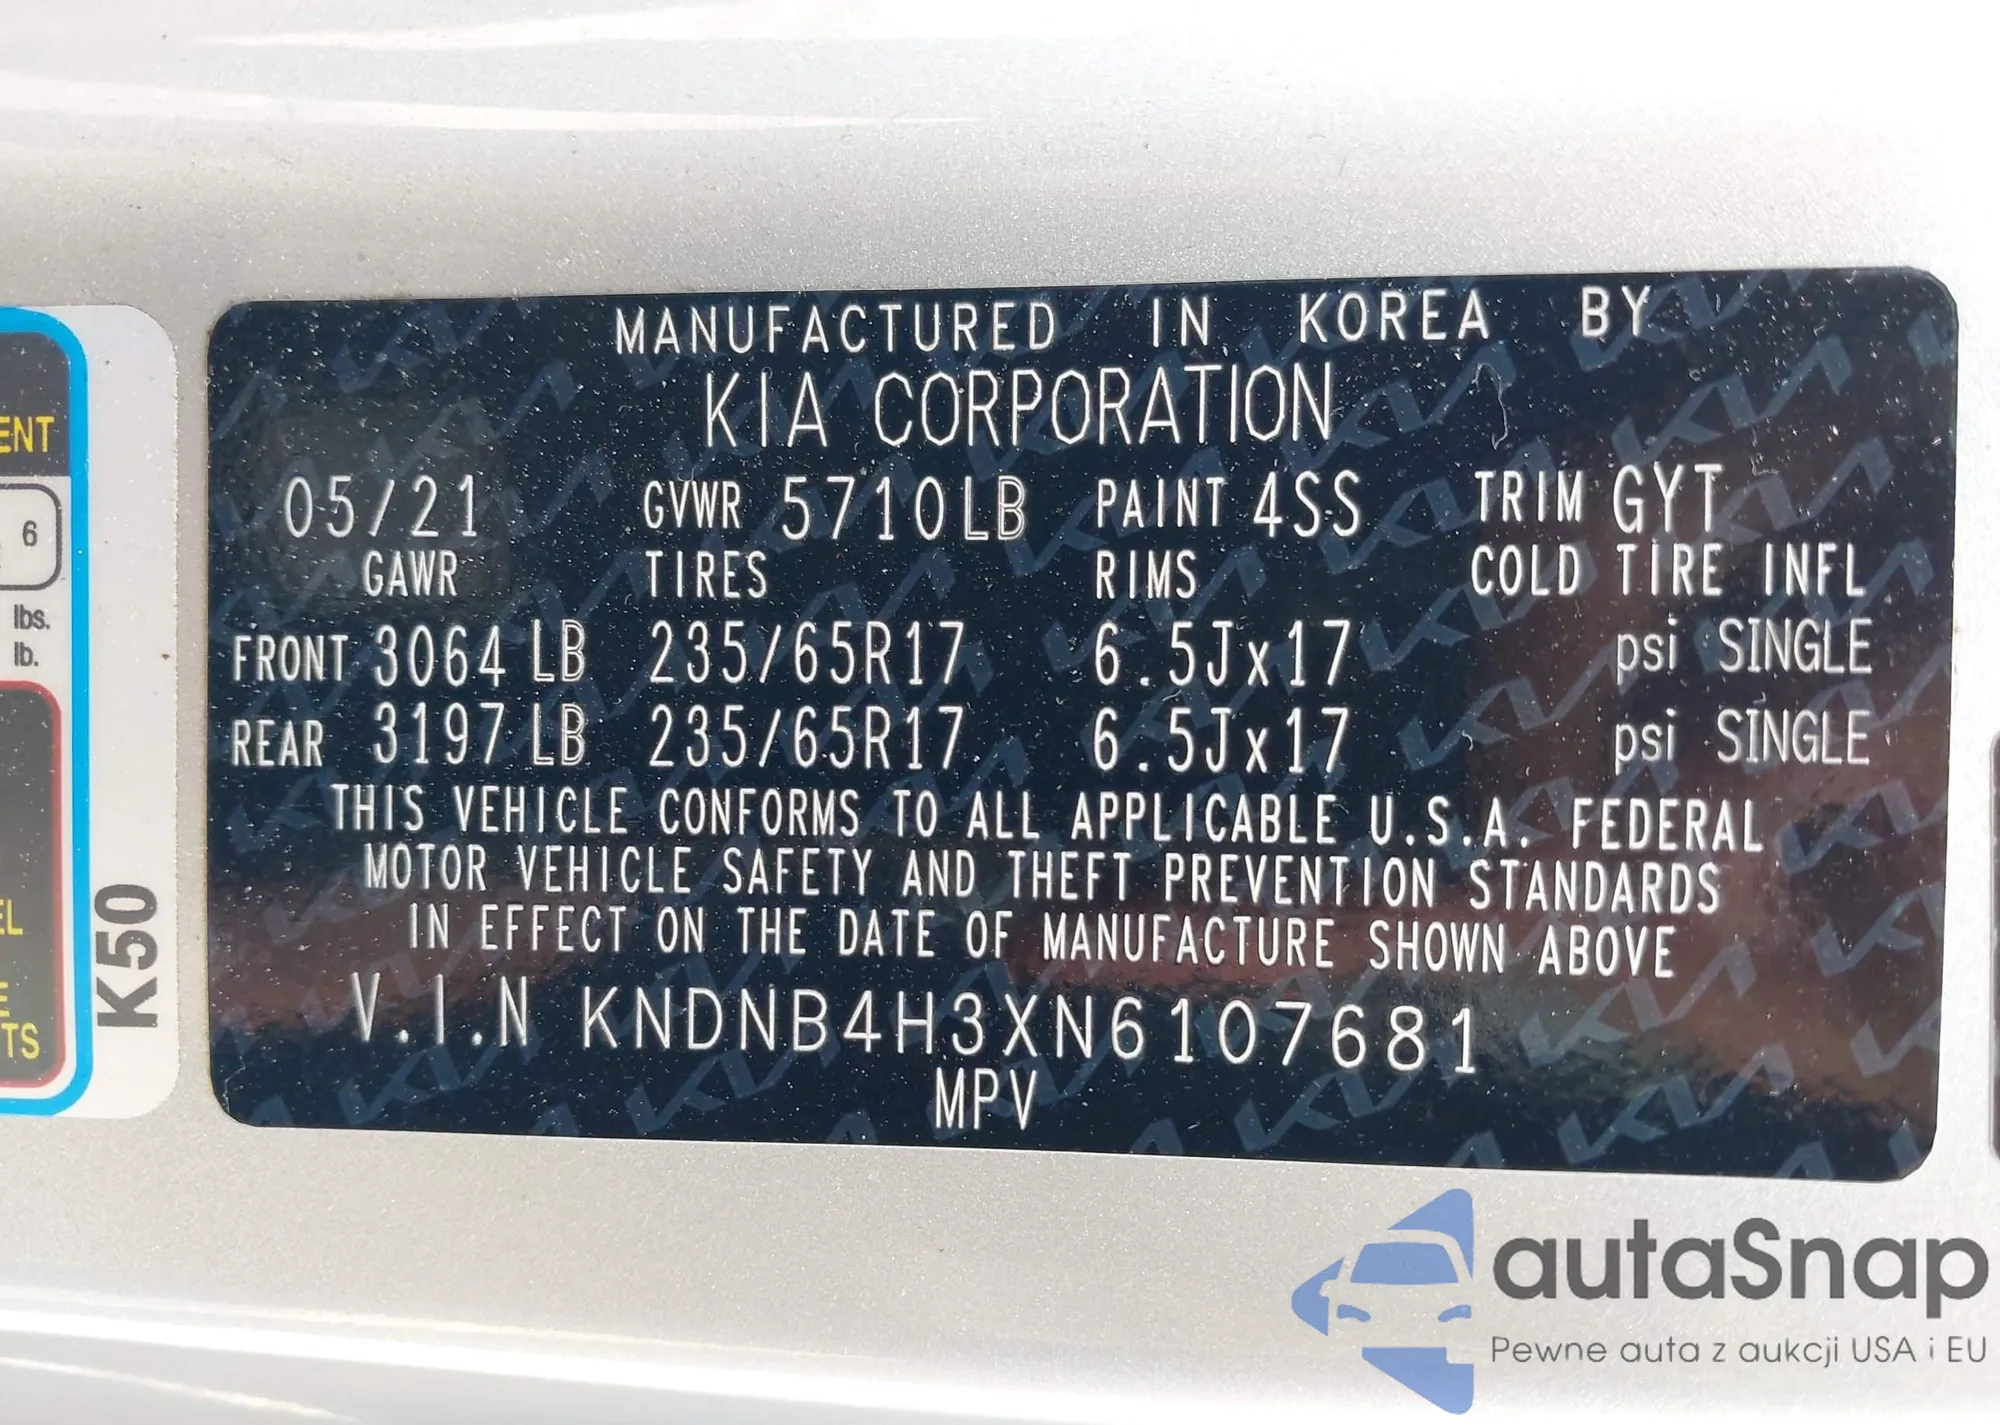 MANUFACTURED IN KOREA BY
KIA CORPORATION
05/21 GVWR 5710LB PAINT 4SS TRIM GYT
GAWR TIRES RIMS COLD TIRE INFL
FRONT 3064 LB 235/65R17 6.5Jx17 psi SINGLE
REAR 3197 LB 235/65R17 6.5Jx17 psi SINGLE
THIS VEHICLE CONFORMS TO ALL APPLICABLE U.S.A. FEDERAL
MOTOR VEHICLE SAFETY AND THEFT PREVENTION STANDARDS
IN EFFECT ON THE DATE OF MANUFACTURE SHOWN ABOVE
V.I.N KNDNB4H3XN6107681
MPV
ENT
6
lbs.
lb.
EL
E
TS
K50
autaSnap
Pewne auta z aukcji USA i EU